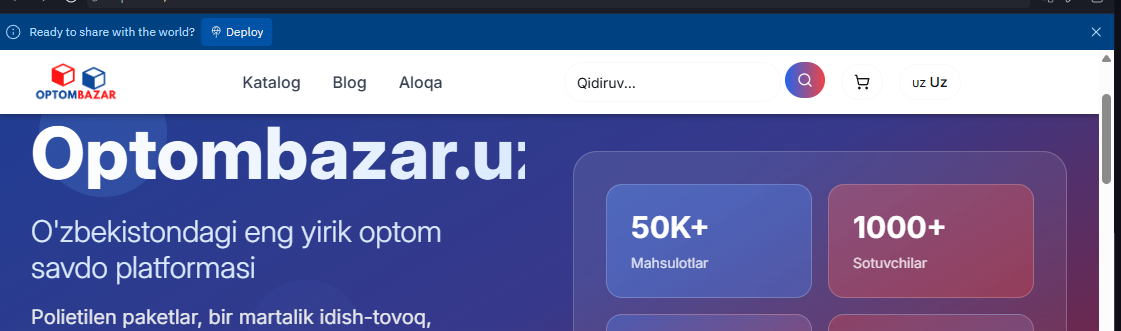 Ready to share with the world? Deploy
OPTOMBAZAR
Katalog Blog Aloqa Qidiruv... uz Uz
Optombazar.uz
O'zbekistondagi eng yirik optom
savdo platformasi
Polietilen paketlar, bir martalik idish-tovoq,
50K+
Mahsulotlar
1000+
Sotuvchilar